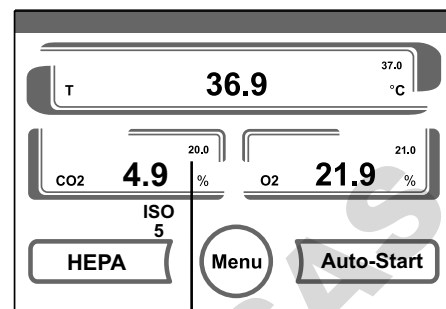 37.0
T 36.9 °C
20.0
CO2 4.9 %
21.0
O2 21.9 %
ISO
5
HEPA
Menu
Auto-Start